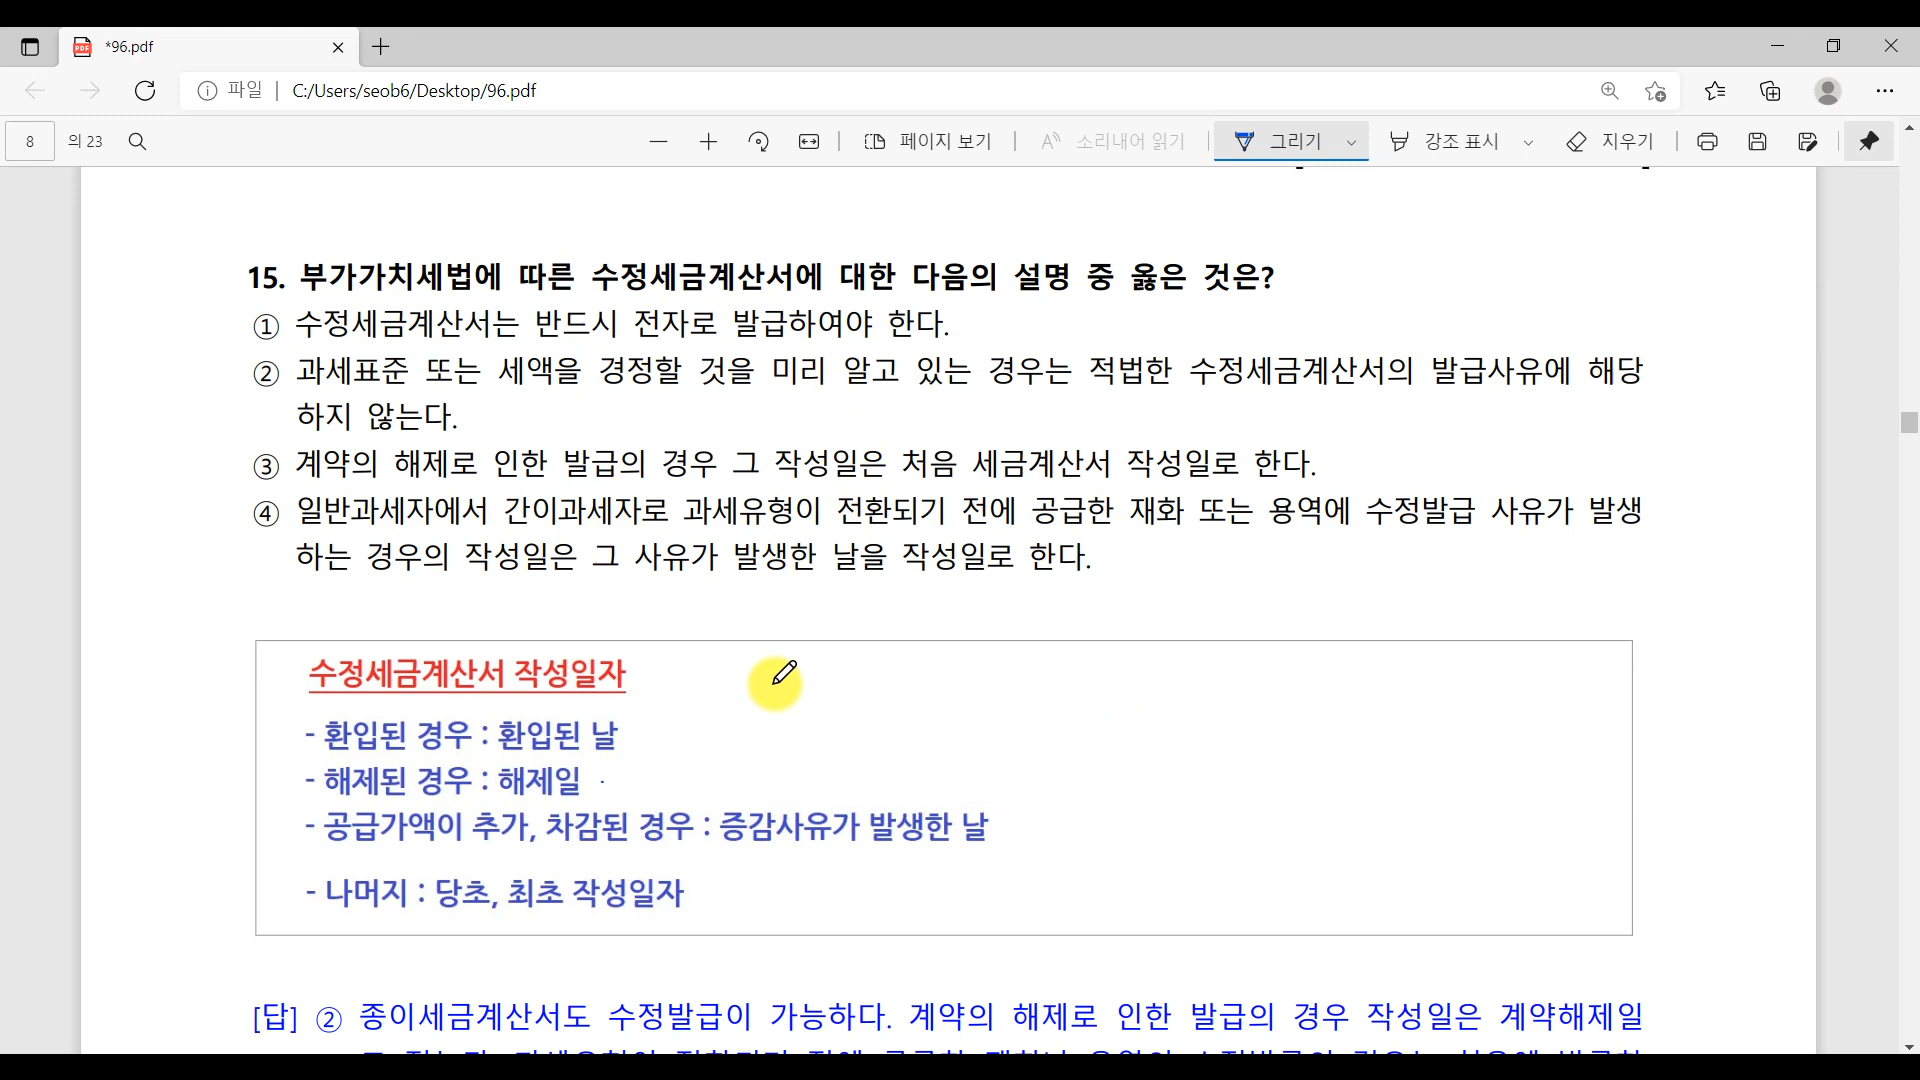 *96.pdf
파일 | C:/Users/seob6/Desktop/96.pdf
8 의 23 페이지 보기 소리내어 읽기 그리기 강조 표시 지우기
15. 부가가치세법에 따른 수정세금계산서에 대한 다음의 설명 중 옳은 것은?
① 수정세금계산서는 반드시 전자로 발급하여야 한다.
② 과세표준 또는 세액을 경정할 것을 미리 알고 있는 경우는 적법한 수정세금계산서의 발급사유에 해당
하지 않는다.
③ 계약의 해제로 인한 발급의 경우 그 작성일은 처음 세금계산서 작성일로 한다.
④ 일반과세자에서 간이과세자로 과세유형이 전환되기 전에 공급한 재화 또는 용역에 수정발급 사유가 발생
하는 경우의 작성일은 그 사유가 발생한 날을 작성일로 한다.
수정세금계산서 작성일자
- 환입된 경우 : 환입된 날
- 해제된 경우 : 해제일
- 공급가액이 추가, 차감된 경우 : 증감사유가 발생한 날
- 나머지 : 당초, 최초 작성일자
[답] ② 종이세금계산서도 수정발급이 가능하다. 계약의 해제로 인한 발급의 경우 작성일은 계약해제일